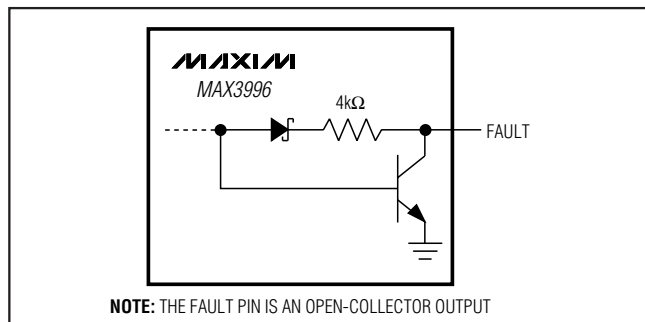 MAXIM
MAX3996
4kΩ
FAULT
NOTE: THE FAULT PIN IS AN OPEN-COLLECTOR OUTPUT